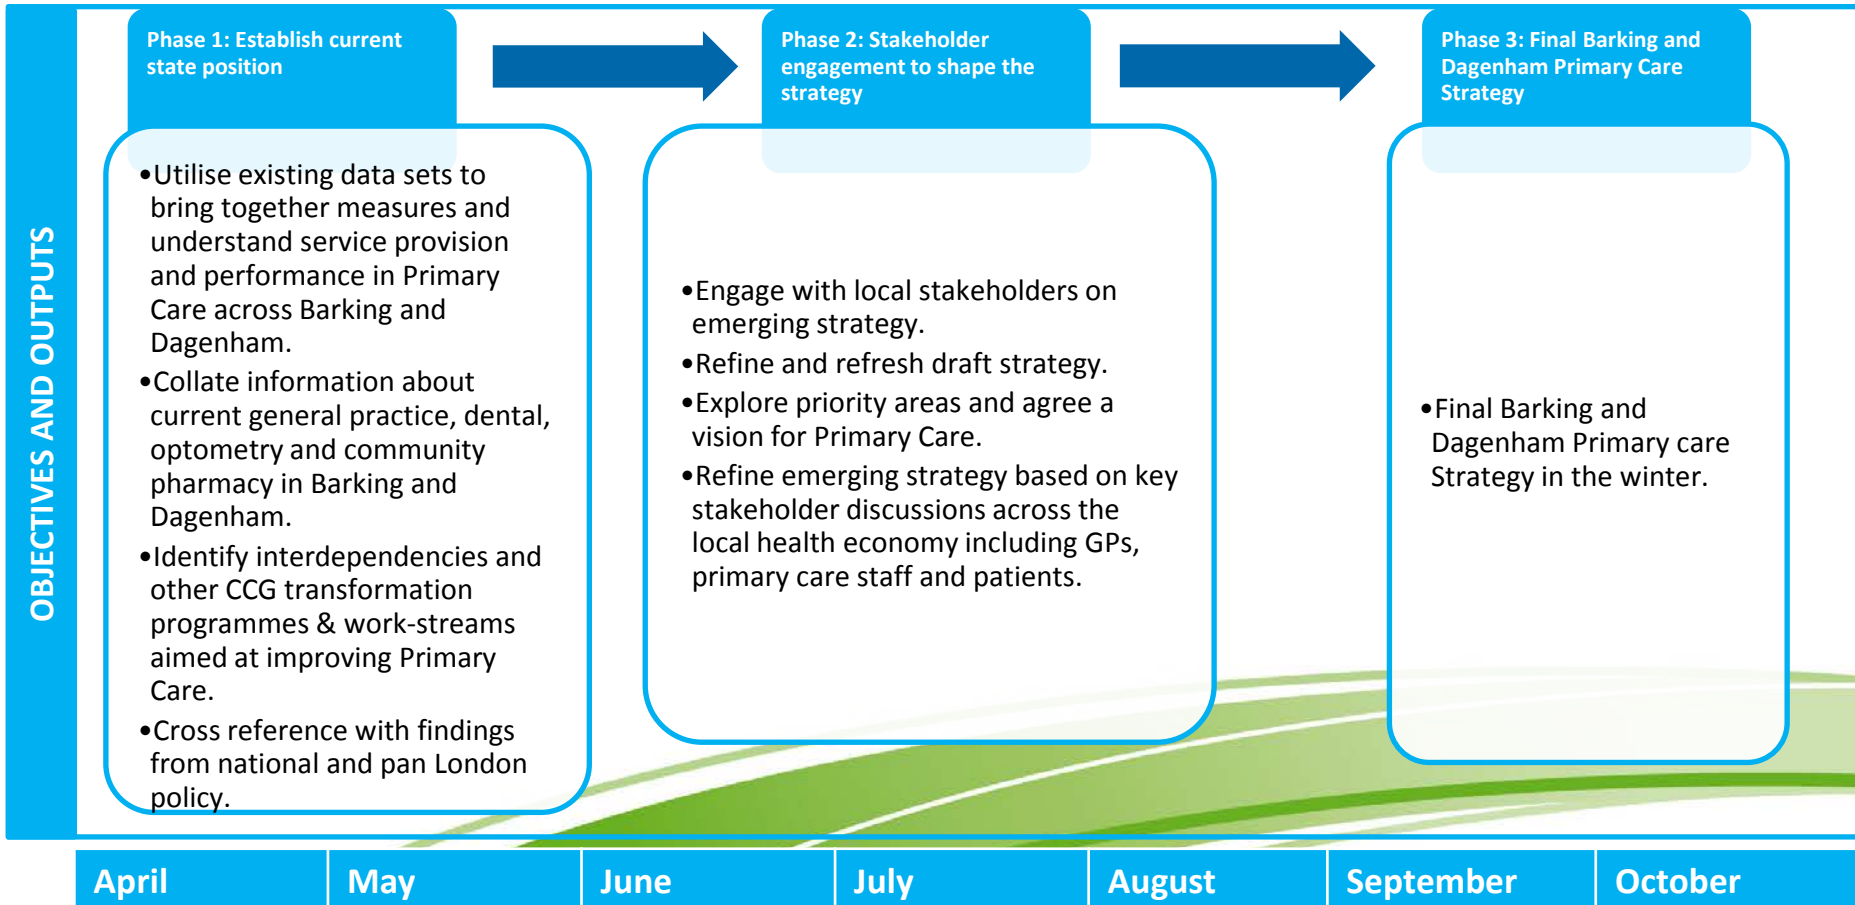 OBJECTIVES AND OUTPUTS
Phase 1: Establish current
state position
•Utilise existing data sets to
bring together measures and
understand service provision
and performance in Primary
Care across Barking and
Dagenham.
•Collate information about
current general practice, dental,
optometry and community
pharmacy in Barking and
Dagenham.
•Identify interdependencies and
other CCG transformation
programmes & work-streams
aimed at improving Primary
Care.
•Cross reference with findings
from national and pan London
policy.
Phase 2: Stakeholder
engagement to shape the
strategy
•Engage with local stakeholders on
emerging strategy.
•Refine and refresh draft strategy.
•Explore priority areas and agree a
vision for Primary Care.
•Refine emerging strategy based on key
stakeholder discussions across the
local health economy including GPs,
primary care staff and patients.
Phase 3: Final Barking and
Dagenham Primary Care
Strategy
•Final Barking and
Dagenham Primary care
Strategy in the winter.
April
May
June
July
August
September
October